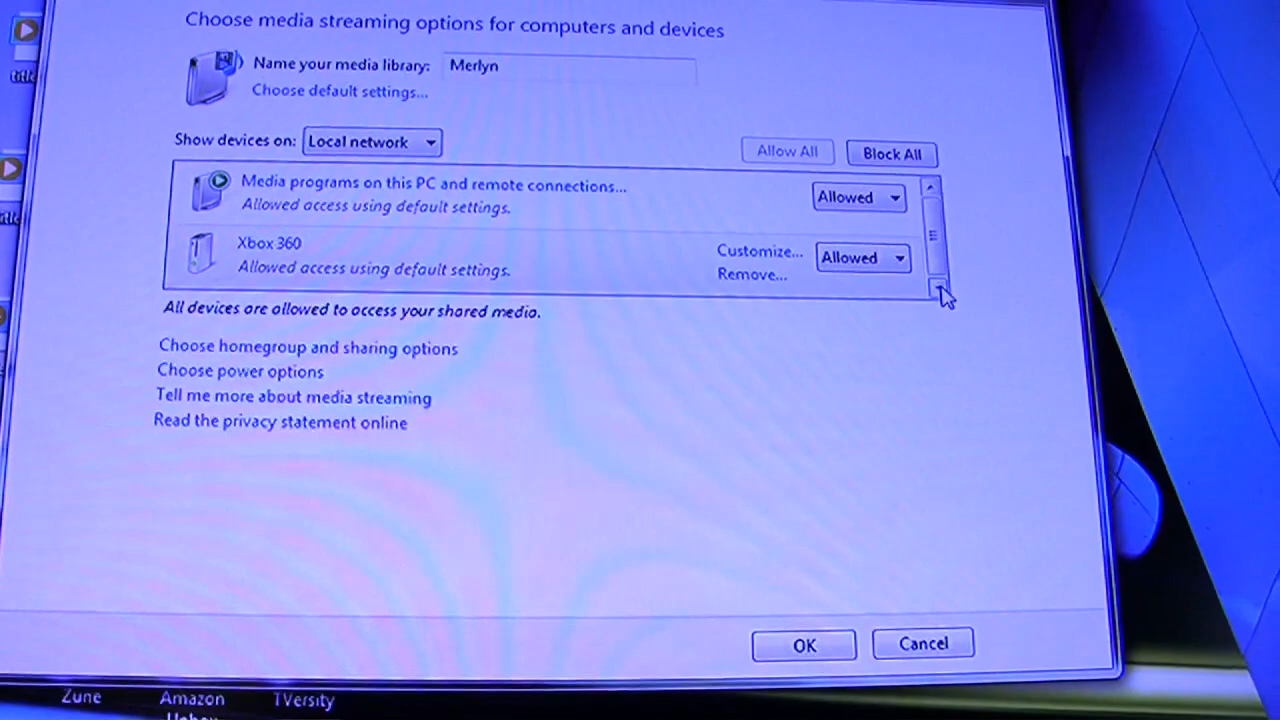 Choose media streaming options for computers and devices
Name your media library: Merlyn
Choose default settings...
Show devices on: Local network
Allow All Block All
Media programs on this PC and remote connections...
Allowed access using default settings.
Allowed
Xbox 360
Allowed access using default settings.
Customize...
Remove...
Allowed
All devices are allowed to access your shared media.
Choose homegroup and sharing options
Choose power options
Tell me more about media streaming
Read the privacy statement online
OK Cancel
Zune Amazon TVersity